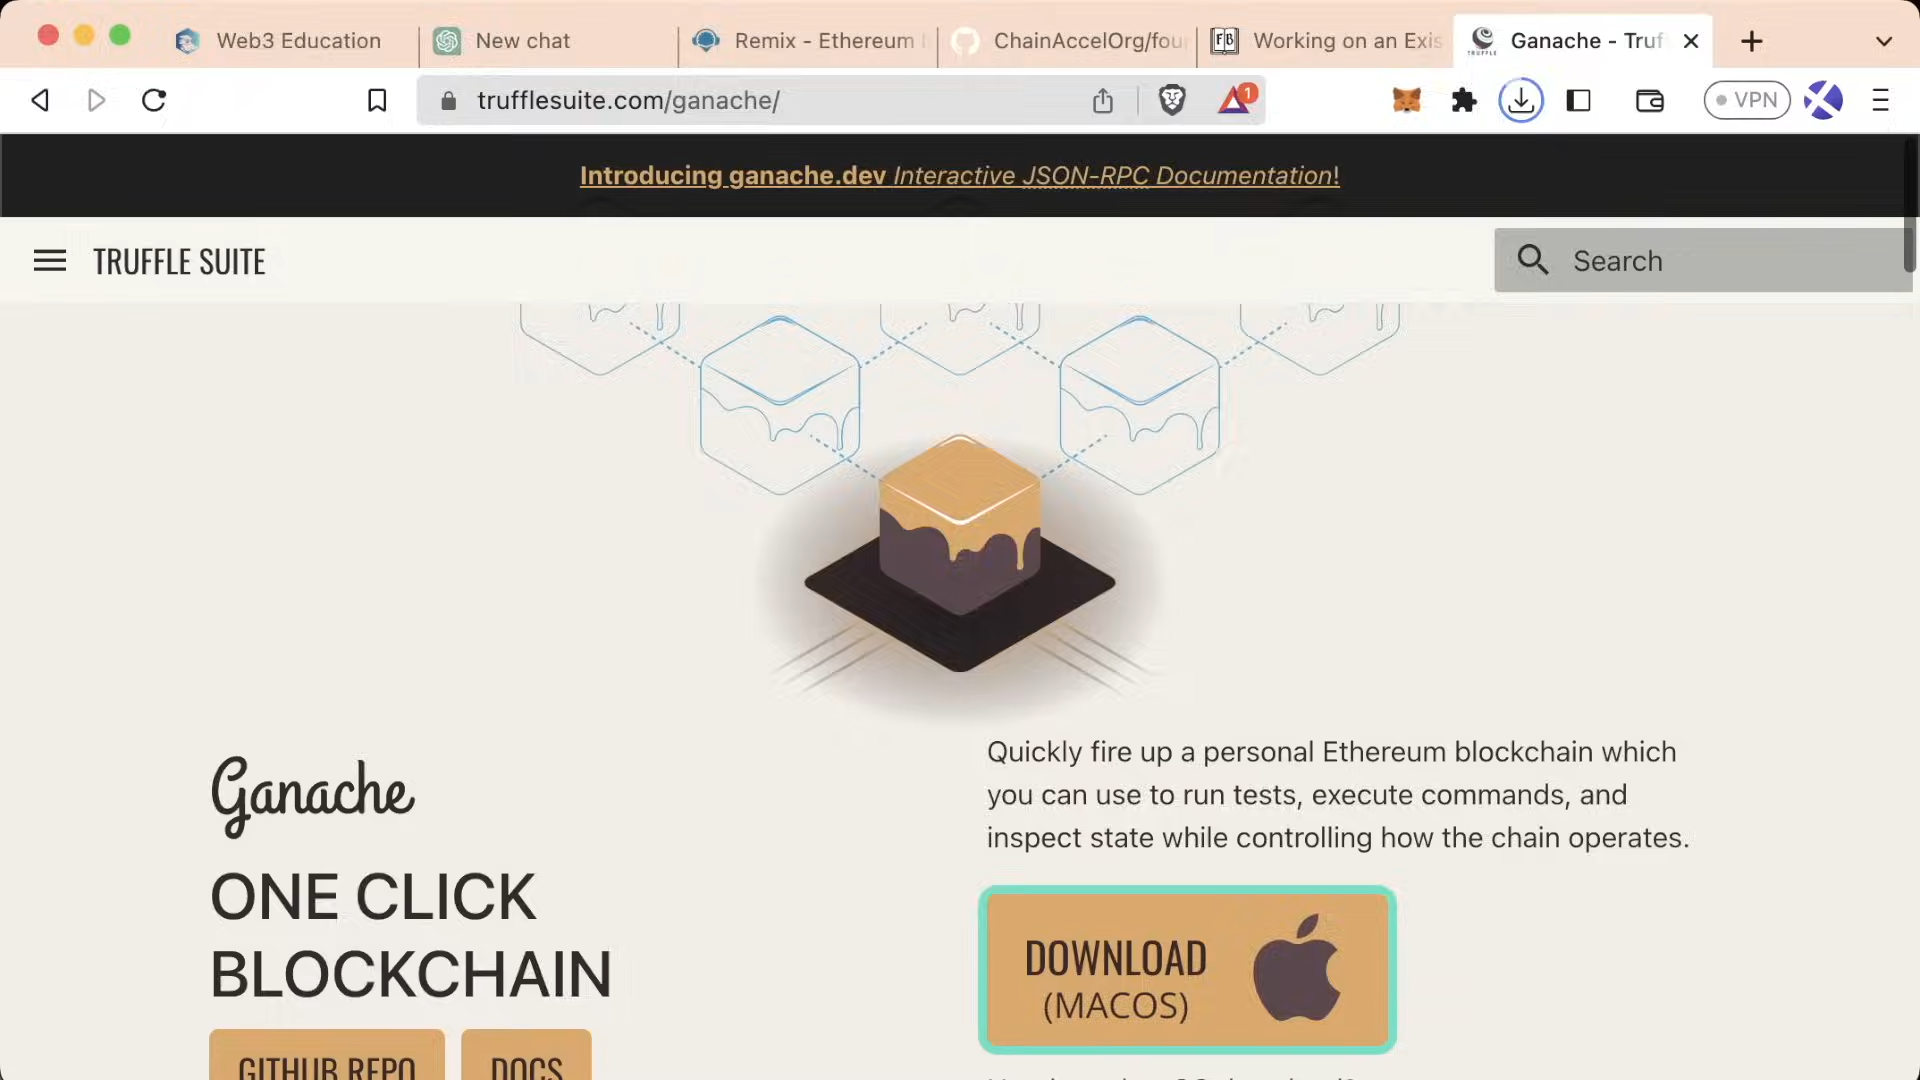 Web3 Education
New chat
Remix - Ethereum
ChainAccelOrg/fou
Working on an Exis
Ganache - Truf
trufflesuite.com/ganache/
1
VPN
Introducing ganache.dev Interactive JSON-RPC Documentation!
TRUFFLE SUITE
Search
Ganache
ONE CLICK
BLOCKCHAIN
GITHUB REPO
DOCS
Quickly fire up a personal Ethereum blockchain which
you can use to run tests, execute commands, and
inspect state while controlling how the chain operates.
DOWNLOAD
(MACOS)